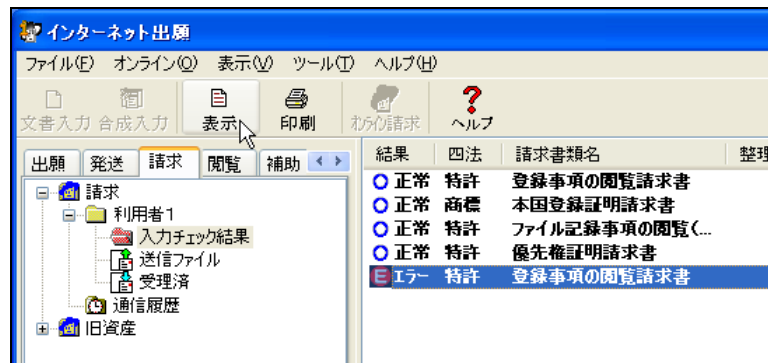 インターネット出願
ファイル(F) オンライン(O) 表示(V) ツール(T) ヘルプ(H)
文書入力 合成入力 表示 印刷 オンライン請求 ヘルプ
出願 発送 請求 閲覧 補助
請求
利用者1
入力チェック結果
送信ファイル
受理済
通信履歴
旧資産
結果 四法 請求書類名 整理
正常 特許 登録事項の閲覧請求書
正常 商標 本国登録証明請求書
正常 特許 ファイル記録事項の閲覧(...
正常 特許 優先権証明請求書
E エラー 特許 登録事項の閲覧請求書